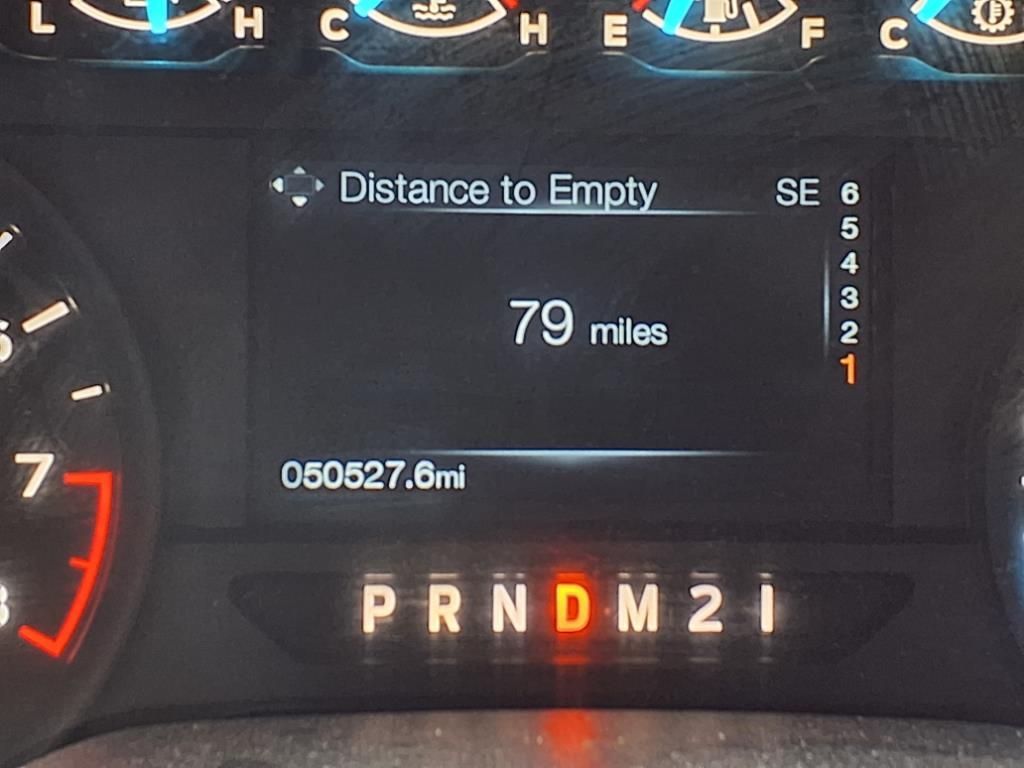 L H C H E F C
Distance to Empty SE 6
5
4
79 miles 3
2
1
7
050527.6mi
P R N D M 2 1